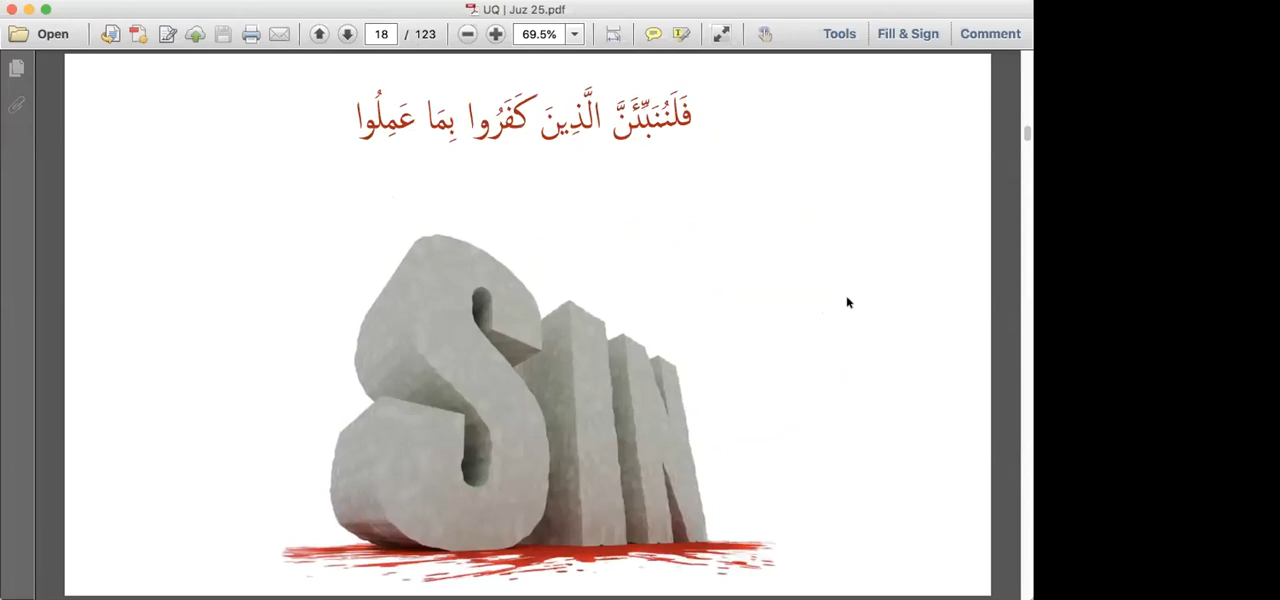 UQ | Juz 25.pdf
Open
18 / 123
69.5%
Tools
Fill & Sign
Comment
فَلَنُنَبِّئَنَّ الَّذِينَ كَفَرُوا بِمَا عَمِلُوا
SIN